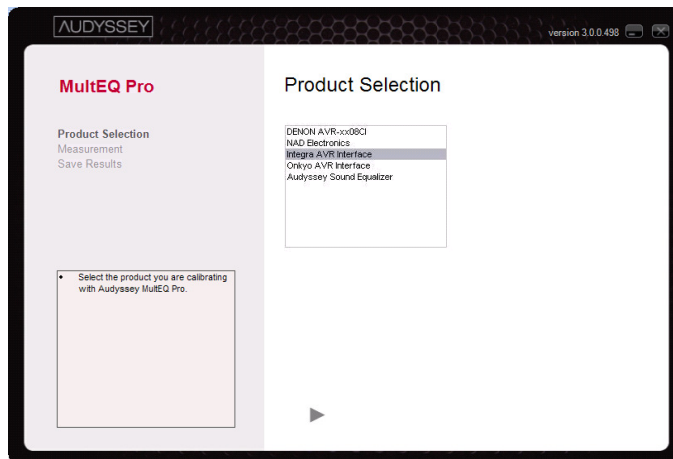 AUDYSSEY
version 3.0.0.498
MultEQ Pro
Product Selection
Measurement
Save Results
• Select the product you are calibrating
with Audyssey MultEQ Pro.
Product Selection
DENON AVR-xx08CI
NAD Electronics
Integra AVR Interface
Onkyo AVR Interface
Audyssey Sound Equalizer